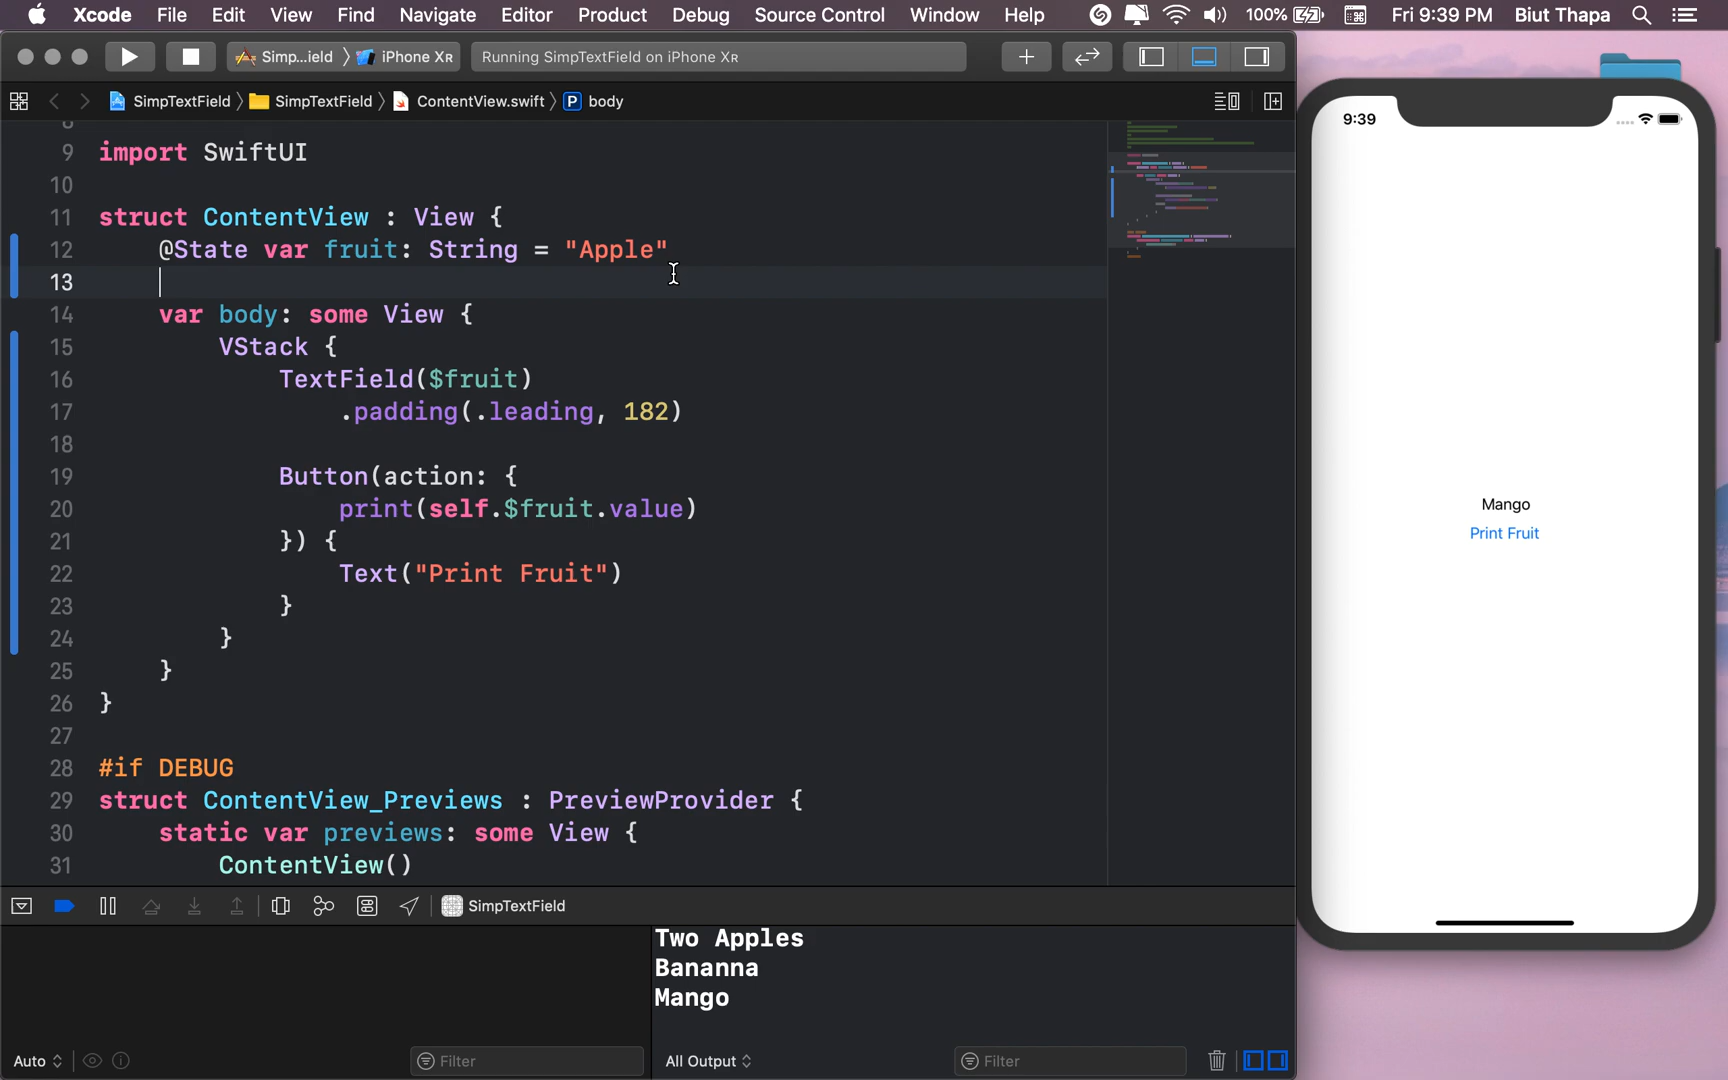 Xcode File Edit View Find Navigate Editor Product Debug Source Control Window Help 100% Fri 9:39 PM Biut Thapa
Simp...ield iPhone XR Running SimpTextField on iPhone XR
SimpTextField SimpTextField ContentView.swift P body
9:39
8
9 import SwiftUI
10
11 struct ContentView : View {
12 @State var fruit: String = "Apple"
13
14 var body: some View {
15 VStack {
16 TextField($fruit)
17 .padding(.leading, 182)
18
19 Button(action: {
20 print(self.$fruit.value)
21 }) {
22 Text("Print Fruit")
23 }
24 }
25 }
26 }
27
28 #if DEBUG
29 struct ContentView_Previews : PreviewProvider {
30 static var previews: some View {
31 ContentView()
Mango
Print Fruit
SimpTextField
Two Apples
Bananna
Mango
Auto Filter All Output Filter